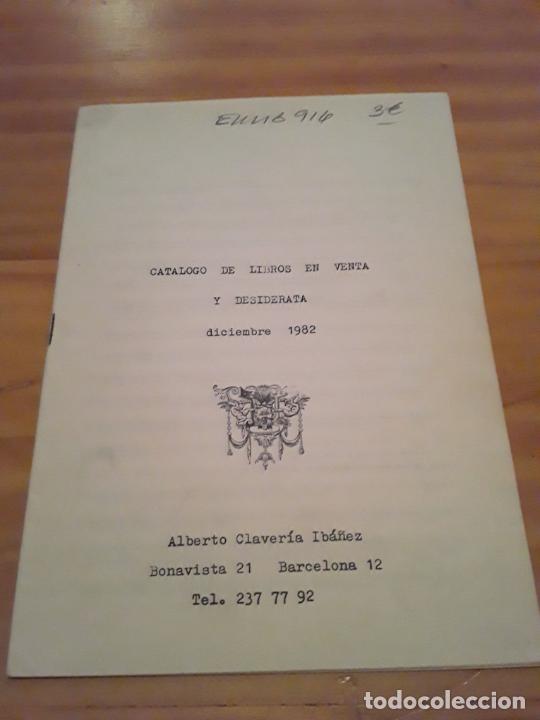 3€
CATALOGO DE LIBROS EN VENTA
Y DESIDERATA
diciembre 1982
Alberto Clavería Ibáñez
Bonavista 21 Barcelona 12
Tel. 237 77 92
todocoleccion